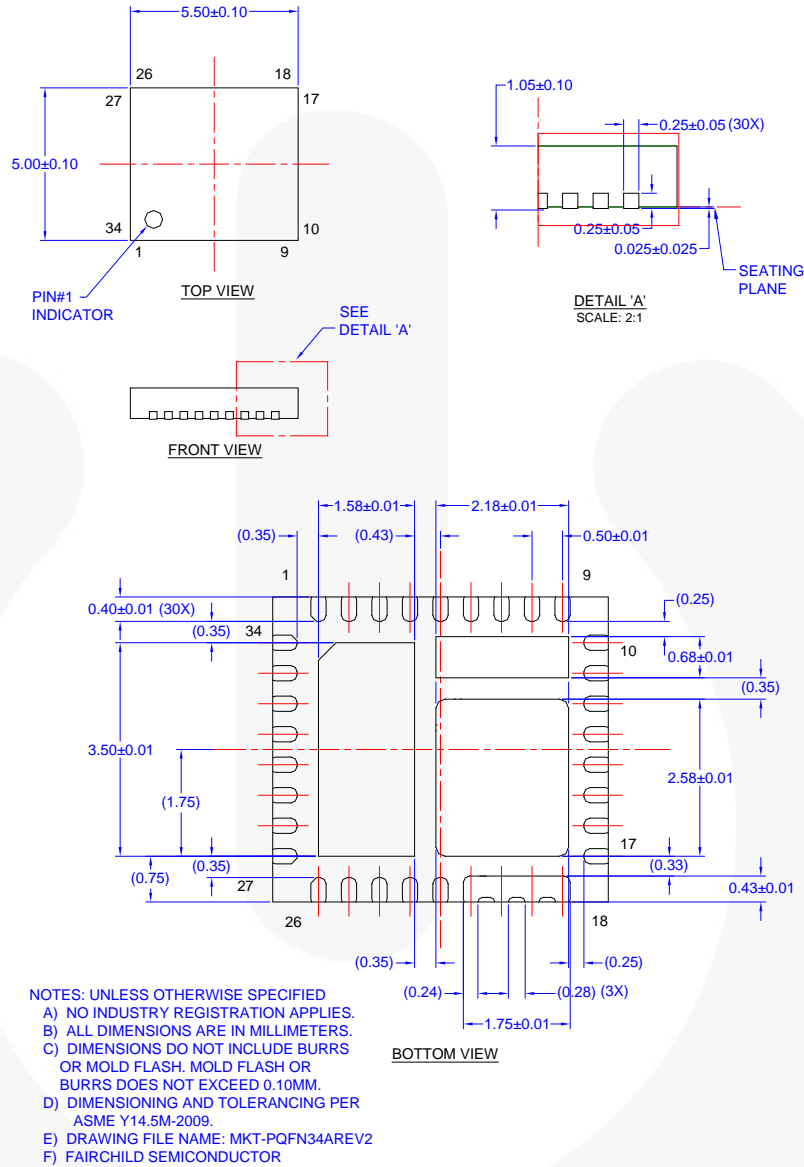 5.50±0.10
26
18
27
17
5.00±0.10
34
10
1
9
PIN#1
INDICATOR
TOP VIEW
1.05±0.10
0.25±0.05 (30X)
0.25±0.05
0.025±0.025
SEATING
PLANE
DETAIL 'A'
SCALE: 2:1
SEE
DETAIL 'A'
FRONT VIEW
1.58±0.01
2.18±0.01
(0.35)
(0.43)
0.50±0.01
1
9
(0.25)
0.40±0.01 (30X)
34
(0.35)
10
0.68±0.01
(0.35)
3.50±0.01
2.58±0.01
(1.75)
17
(0.35)
(0.33)
(0.75)
27
0.43±0.01
26
18
(0.35)
(0.25)
(0.24)
(0.28) (3X)
1.75±0.01
BOTTOM VIEW
NOTES: UNLESS OTHERWISE SPECIFIED
A) NO INDUSTRY REGISTRATION APPLIES.
B) ALL DIMENSIONS ARE IN MILLIMETERS.
C) DIMENSIONS DO NOT INCLUDE BURRS
OR MOLD FLASH. MOLD FLASH OR
BURRS DOES NOT EXCEED 0.10MM.
D) DIMENSIONING AND TOLERANCING PER
ASME Y14.5M-2009.
E) DRAWING FILE NAME: MKT-PQFN34AREV2
F) FAIRCHILD SEMICONDUCTOR